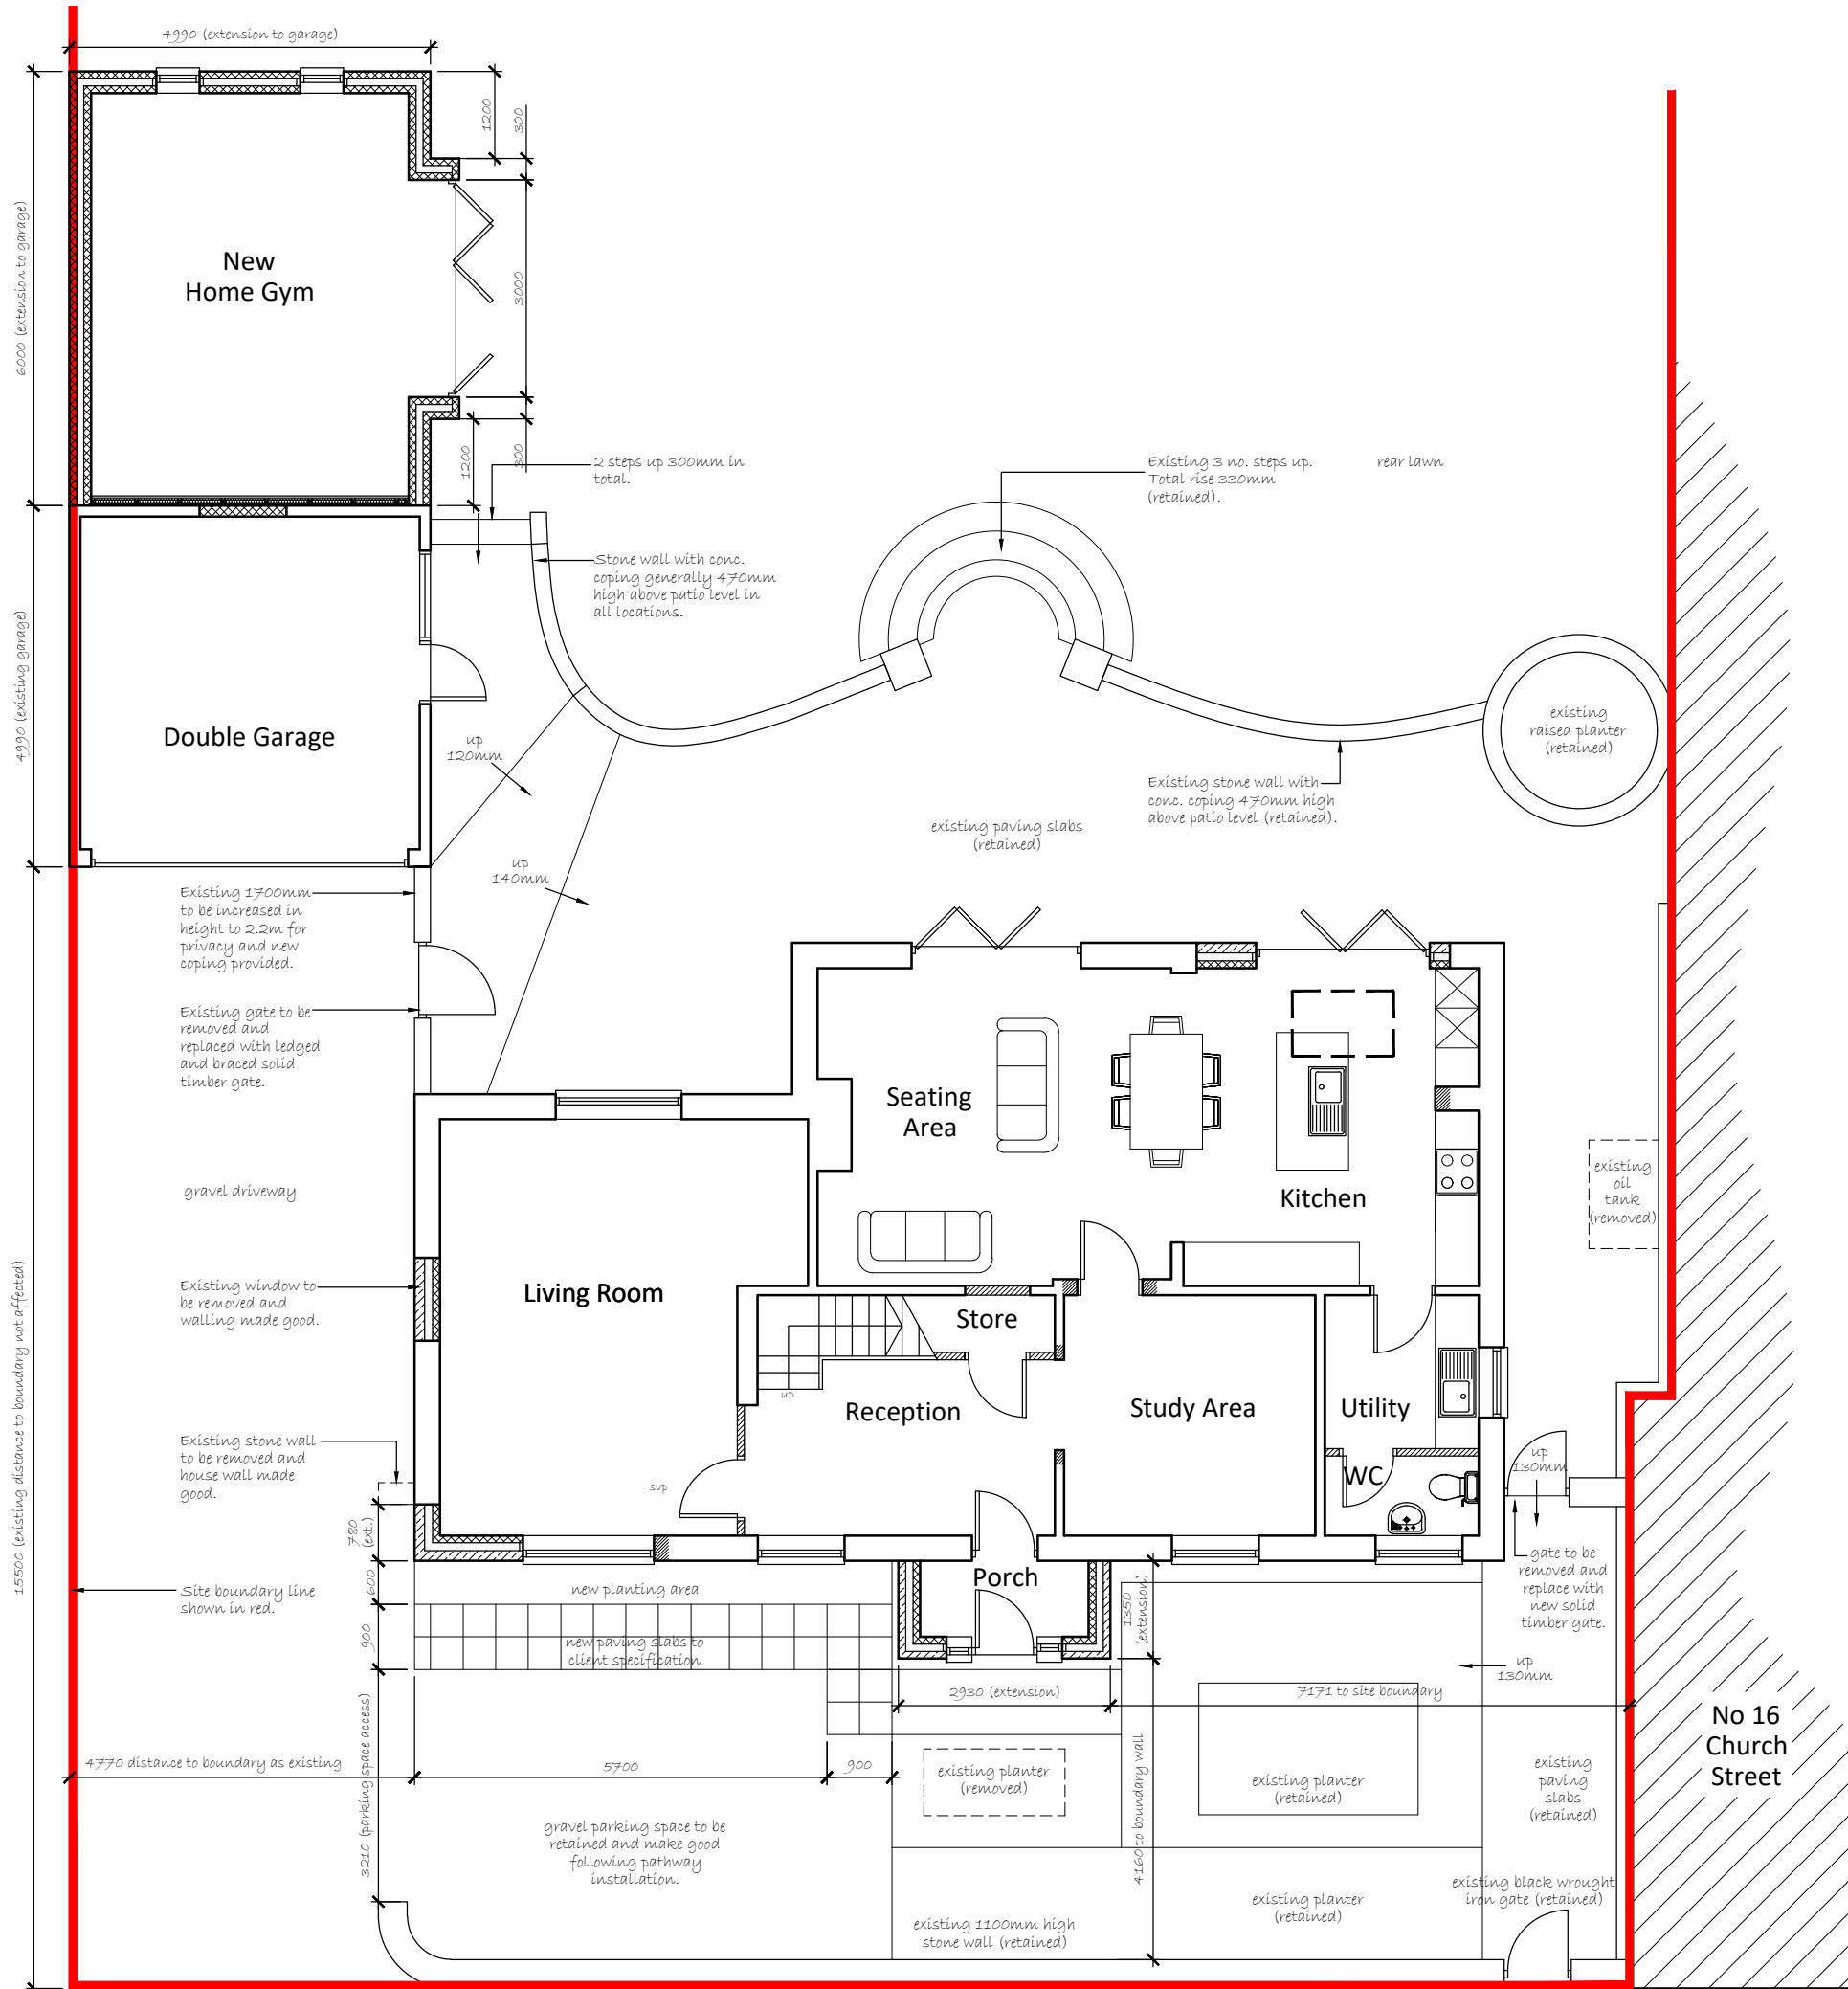 4990 (extension to garage)
1200
300
6000 (extension to garage)
New
Home Gym
3000
1200
300
2 steps up 300mm in
total.
Existing 3 no. steps up.
Total rise 330mm
(retained).
rear lawn
Stone wall with conc.
coping generally 470mm
high above patio level in
all locations.
4990 (existing garage)
Double Garage
up
120mm
existing
raised planter
(retained)
Existing stone wall with
conc. coping 470mm high
above patio level (retained).
existing paving slabs
(retained)
up
140mm
Existing 1700mm
to be increased in
height to 2.2m for
privacy and new
coping provided.
Existing gate to be
removed and
replaced with ledged
and braced solid
timber gate.
Seating
Area
Kitchen
existing
oil
tank
(removed)
gravel driveway
15500 (existing distance to boundary not affected)
Existing window to
be removed and
walling made good.
Living Room
Store
up
Reception
Study Area
Utility
Existing stone wall
to be removed and
house wall made
good.
svp
WC
up
130mm
780
(ext.)
gate to be
removed and
replace with
new solid
timber gate.
Site boundary line
shown in red.
600
new planting area
Porch
1350
(extension)
900
new paving slabs to
client specification
up
130mm
2930 (extension)
7171 to site boundary
No 16
Church
Street
3210 (parking space access)
4770 distance to boundary as existing
5700
900
existing planter
(removed)
existing planter
(retained)
existing
paving
slabs
(retained)
gravel parking space to be
retained and make good
following pathway
installation.
4160 to boundary wall
existing black wrought
iron gate (retained)
existing planter
(retained)
existing 1100mm high
stone wall (retained)